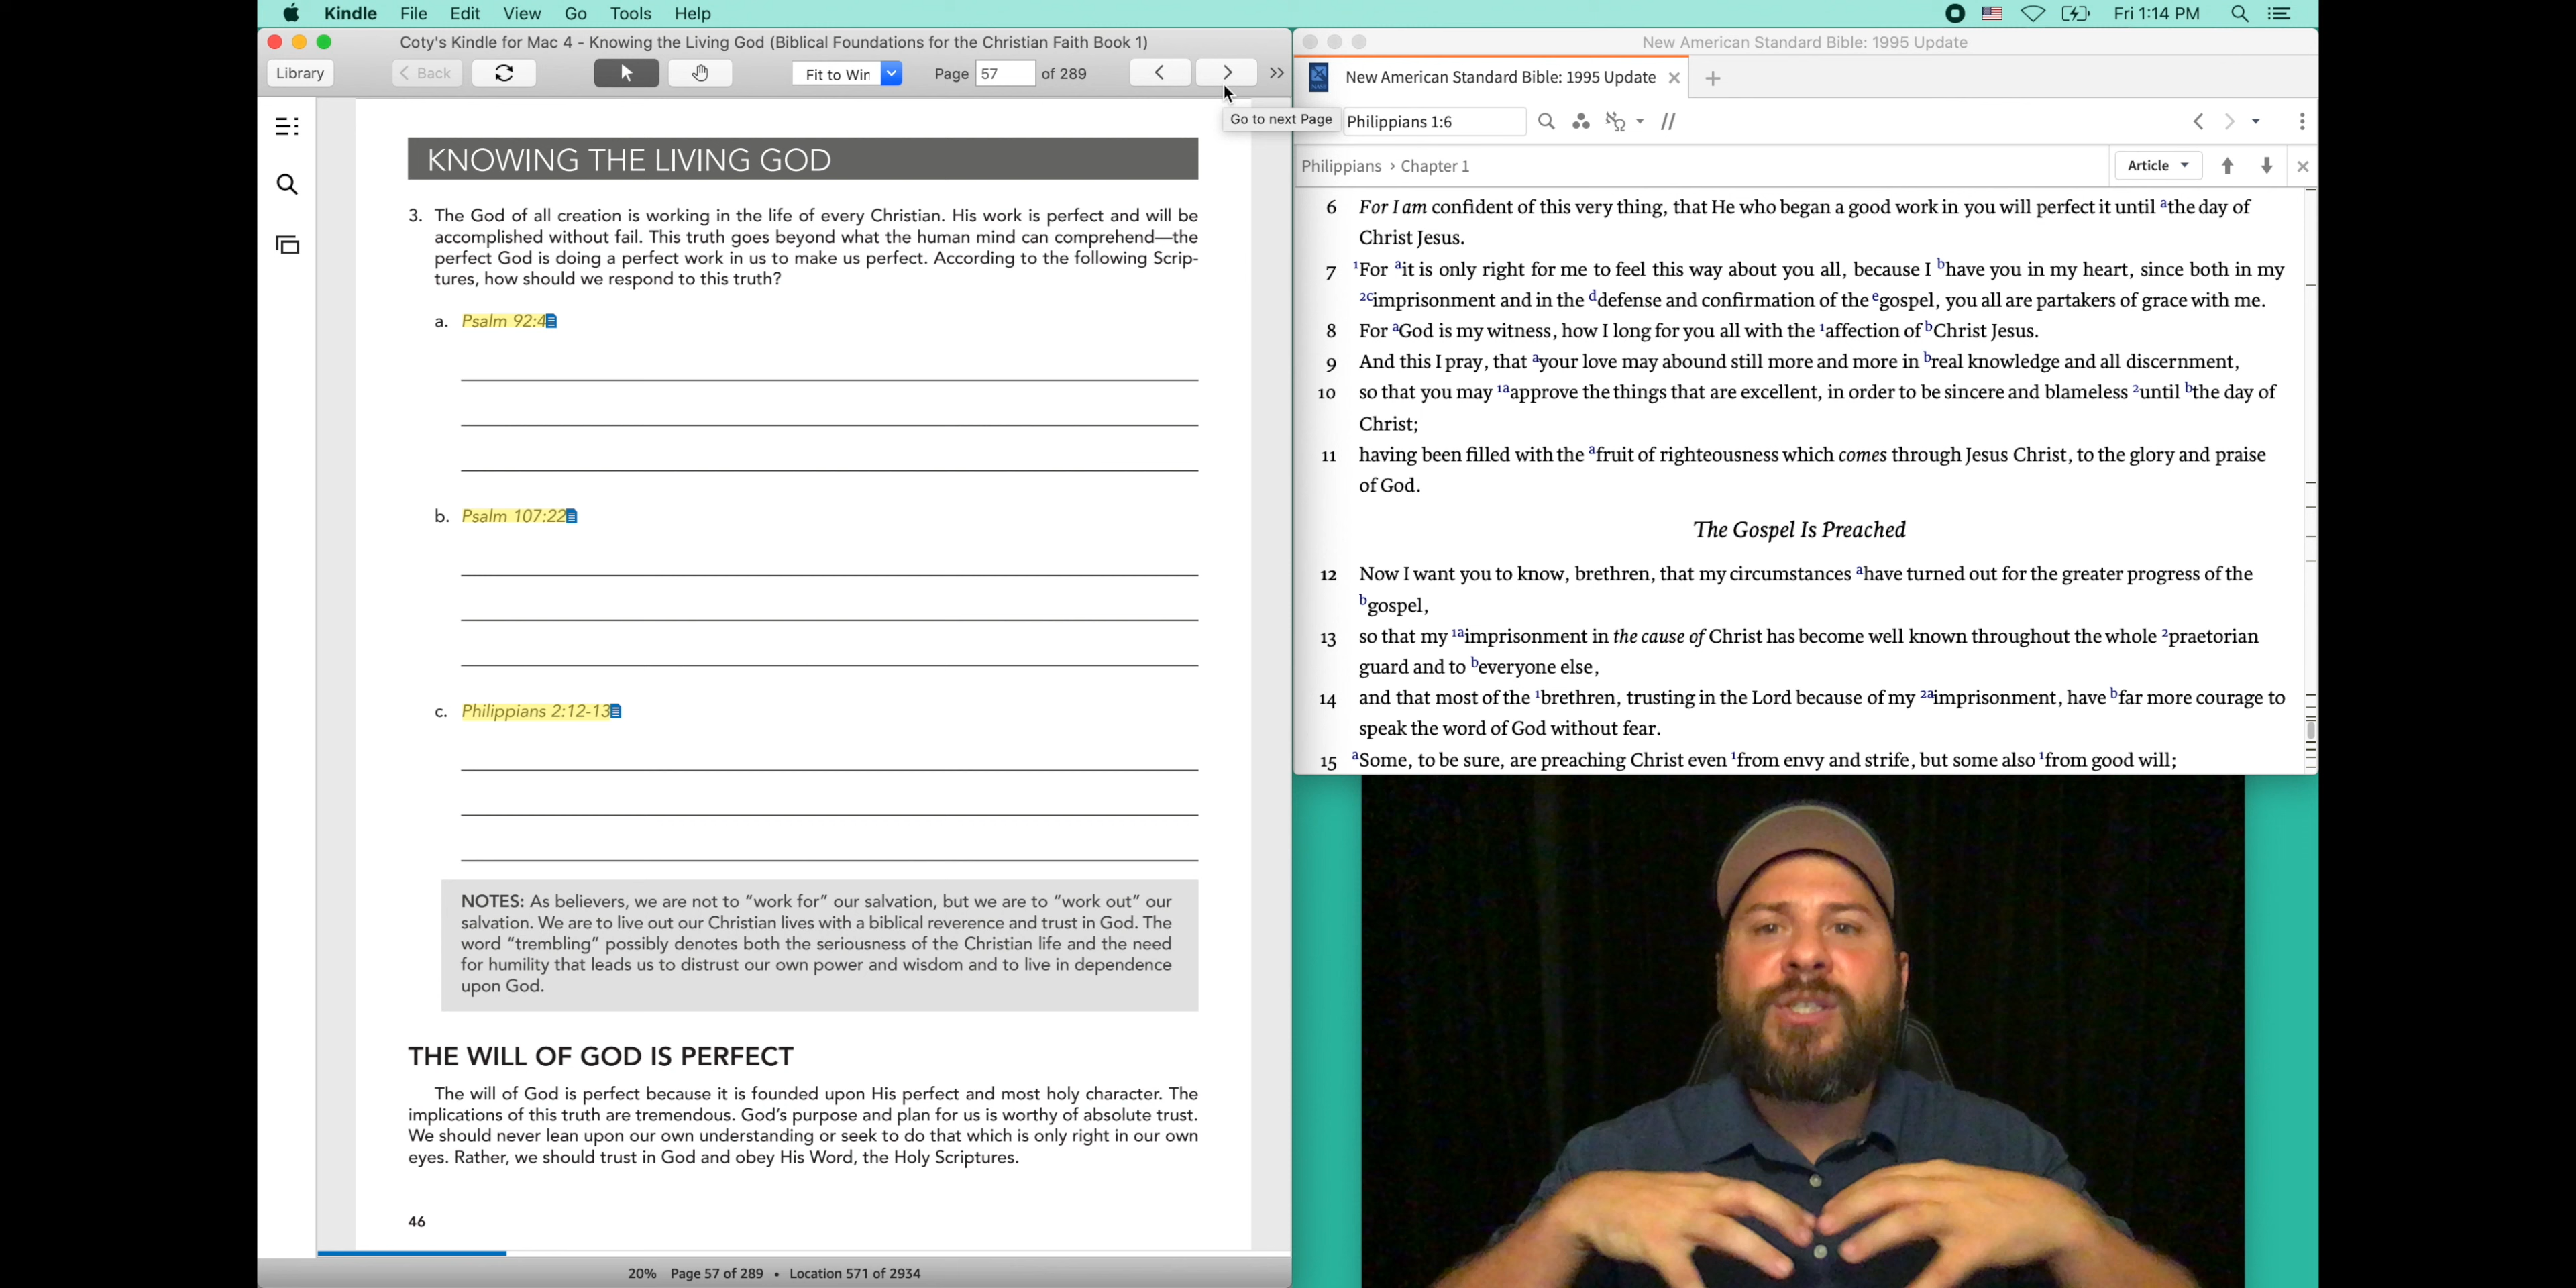 Kindle File Edit View Go Tools Help
Fri 1:14 PM
Coty's Kindle for Mac 4 - Knowing the Living God (Biblical Foundations for the Christian Faith Book 1)
Library
Back
Fit to Win
Page 57 of 289
Go to next Page
KNOWING THE LIVING GOD
3. The God of all creation is working in the life of every Christian. His work is perfect and will be
accomplished without fail. This truth goes beyond what the human mind can comprehend—the
perfect God is doing a perfect work in us to make us perfect. According to the following Scrip-
tures, how should we respond to this truth?
a. Psalm 92:4
b. Psalm 107:22
c. Philippians 2:12-13
NOTES: As believers, we are not to “work for” our salvation, but we are to “work out” our
salvation. We are to live out our Christian lives with a biblical reverence and trust in God. The
word “trembling” possibly denotes both the seriousness of the Christian life and the need
for humility that leads us to distrust our own power and wisdom and to live in dependence
upon God.
THE WILL OF GOD IS PERFECT
The will of God is perfect because it is founded upon His perfect and most holy character. The
implications of this truth are tremendous. God's purpose and plan for us is worthy of absolute trust.
We should never lean upon our own understanding or seek to do that which is only right in our own
eyes. Rather, we should trust in God and obey His Word, the Holy Scriptures.
46
20% Page 57 of 289 • Location 571 of 2934
New American Standard Bible: 1995 Update
New American Standard Bible: 1995 Update
Philippians 1:6
Philippians › Chapter 1
Article
6 For I am confident of this very thing, that He who began a good work in you will perfect it until a the day of
Christ Jesus.
7 1 For a it is only right for me to feel this way about you all, because I b have you in my heart, since both in my
2c imprisonment and in the d defense and confirmation of the e gospel, you all are partakers of grace with me.
8 For a God is my witness, how I long for you all with the 1 affection of b Christ Jesus.
9 And this I pray, that a your love may abound still more and more in b real knowledge and all discernment,
10 so that you may 1a approve the things that are excellent, in order to be sincere and blameless 2 until b the day of
Christ;
11 having been filled with the a fruit of righteousness which comes through Jesus Christ, to the glory and praise
of God.
The Gospel Is Preached
12 Now I want you to know, brethren, that my circumstances a have turned out for the greater progress of the
b gospel,
13 so that my 1a imprisonment in the cause of Christ has become well known throughout the whole 2 praetorian
guard and to b everyone else,
14 and that most of the 1 brethren, trusting in the Lord because of my 2a imprisonment, have b far more courage to
speak the word of God without fear.
15 a Some, to be sure, are preaching Christ even 1 from envy and strife, but some also 1 from good will;